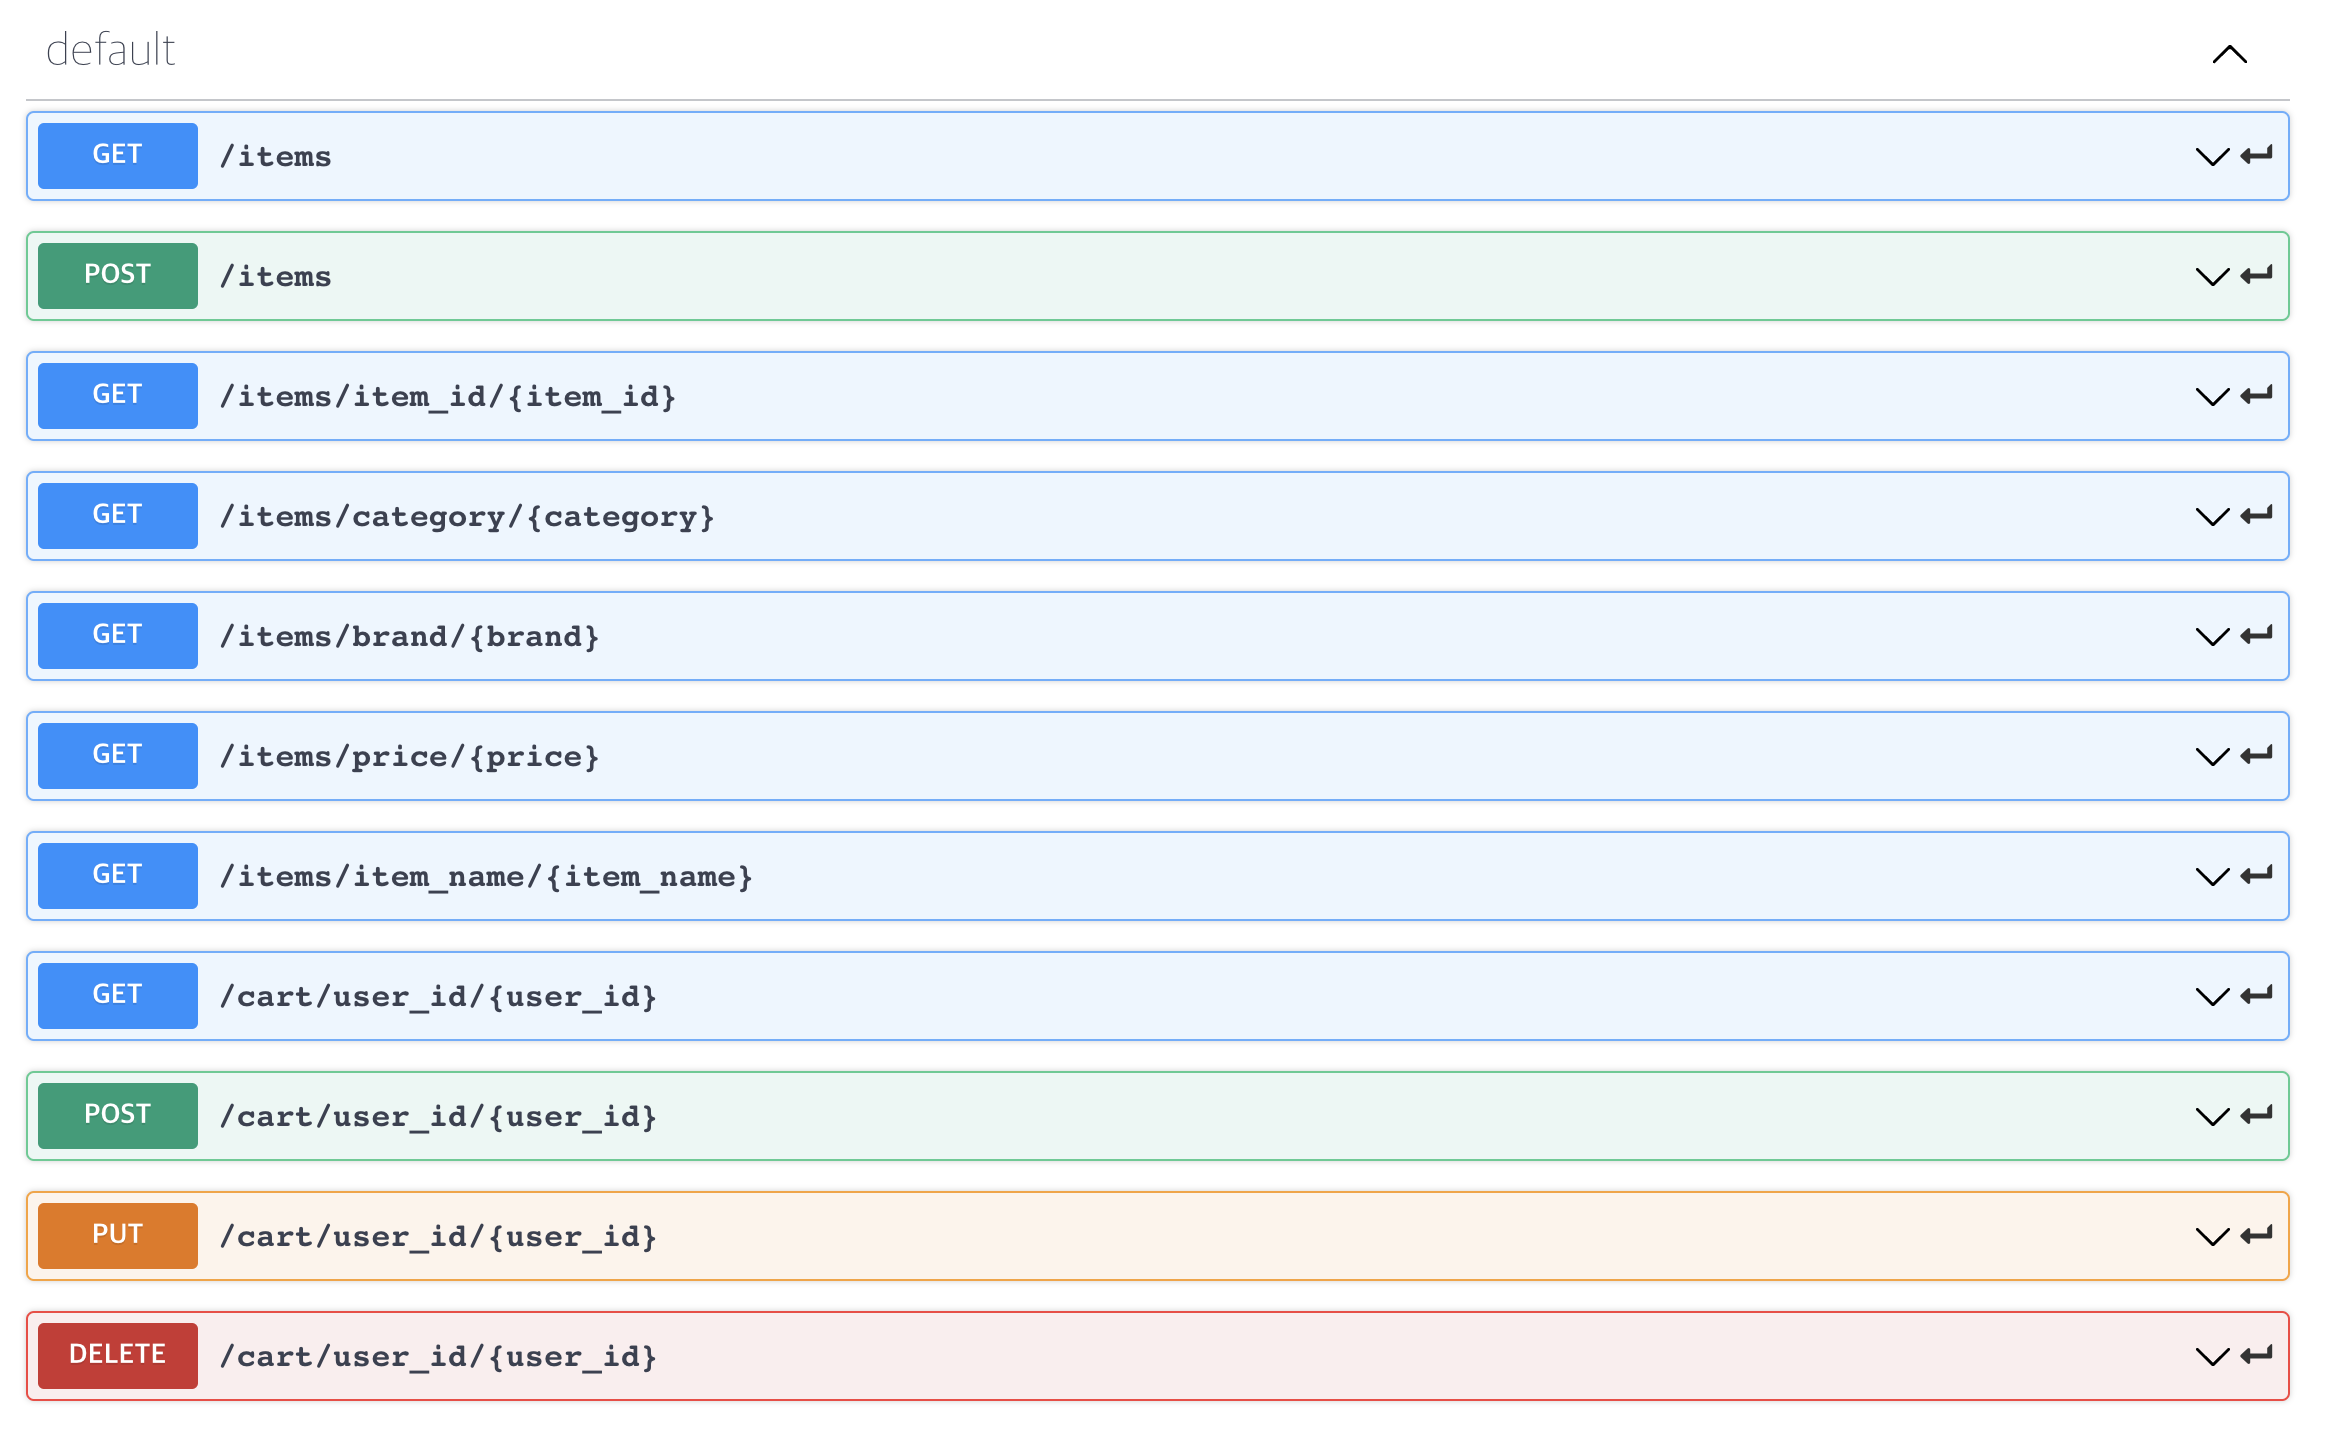 default
GET /items
POST /items
GET /items/item_id/{item_id}
GET /items/category/{category}
GET /items/brand/{brand}
GET /items/price/{price}
GET /items/item_name/{item_name}
GET /cart/user_id/{user_id}
POST /cart/user_id/{user_id}
PUT /cart/user_id/{user_id}
DELETE /cart/user_id/{user_id}